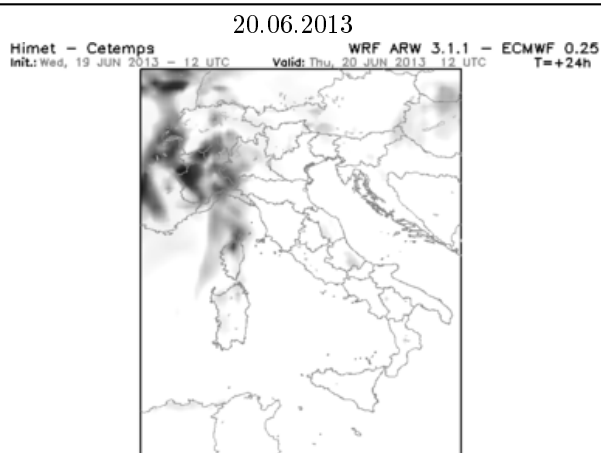 20.06.2013
Himet – Cetemps WRF ARW 3.1.1 – ECMWF 0.25
Init.: Wed, 19 JUN 2013 – 12 UTC Valid: Thu, 20 JUN 2013 12 UTC T=+24h